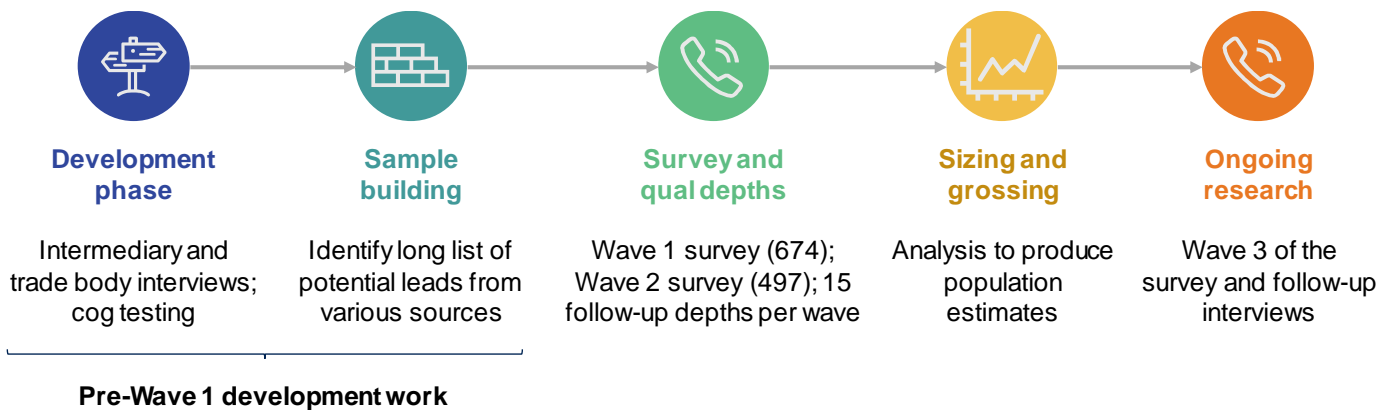 Development
phase
Intermediary and
trade body interviews;
cog testing
Sample
building
Identify long list of
potential leads from
various sources
Survey and
qual depths
Wave 1 survey (674);
Wave 2 survey (497); 15
follow-up depths per wave
Sizing and
grossing
Analysis to produce
population
estimates
Ongoing
research
Wave 3 of the
survey and follow-up
interviews
Pre-Wave 1 development work